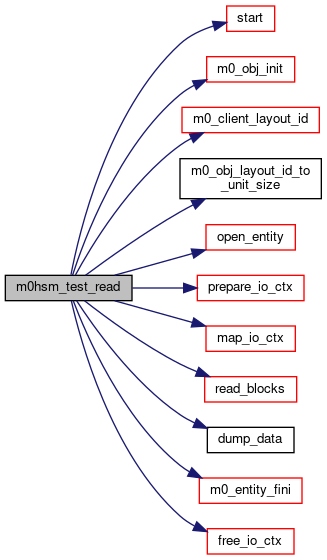 start
m0_obj_init
m0_client_layout_id
m0_obj_layout_id_to
_unit_size
open_entity
m0hsm_test_read
prepare_io_ctx
map_io_ctx
read_blocks
dump_data
m0_entity_fini
free_io_ctx